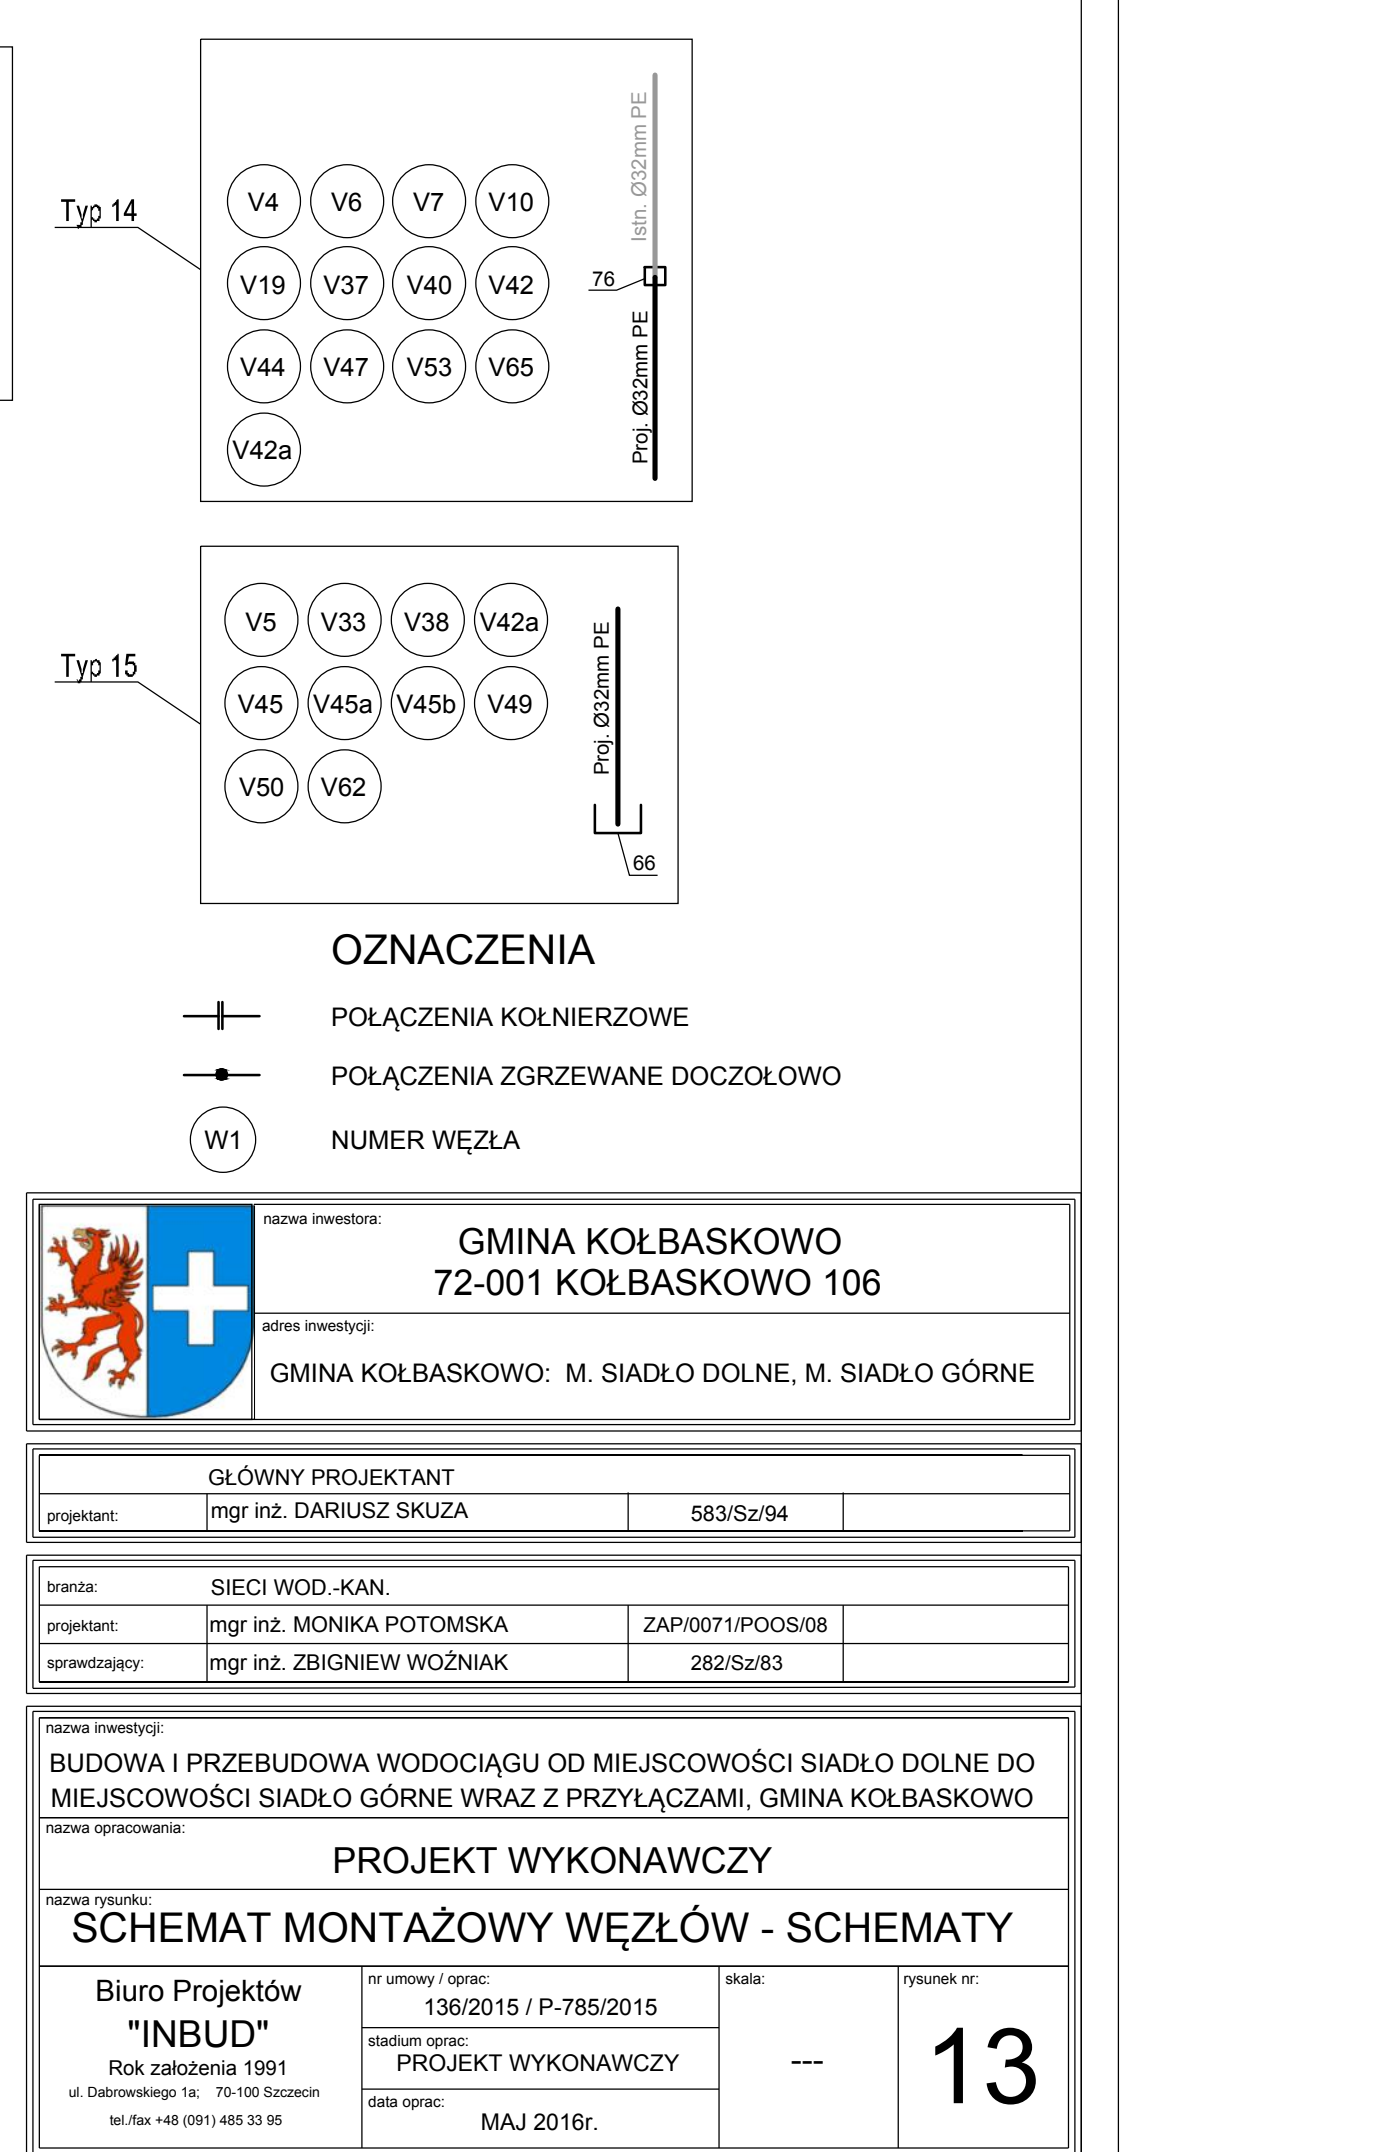 Typ 14
V4 V6 V7 V10
V19 V37 V40 V42
V44 V47 V53 V65
V42a
Istn. Ø32mm PE
76
Proj. Ø32mm PE
Typ 15
V5 V33 V38 V42a
V45 V45a V45b V49
V50 V62
Proj. Ø32mm PE
66
OZNACZENIA
POŁĄCZENIA KOŁNIERZOWE
POŁĄCZENIA ZGRZEWANE DOCZOŁOWO
W1 NUMER WĘZŁA
nazwa inwestora:
GMINA KOŁBASKOWO
72-001 KOŁBASKOWO 106
adres inwestycji:
GMINA KOŁBASKOWO: M. SIADŁO DOLNE, M. SIADŁO GÓRNE
GŁÓWNY PROJEKTANT
projektant: mgr inż. DARIUSZ SKUZA 583/Sz/94
branża: SIECI WOD.-KAN.
projektant: mgr inż. MONIKA POTOMSKA ZAP/0071/POOS/08
sprawdzający: mgr inż. ZBIGNIEW WOŹNIAK 282/Sz/83
nazwa inwestycji:
BUDOWA I PRZEBUDOWA WODOCIĄGU OD MIEJSCOWOŚCI SIADŁO DOLNE DO
MIEJSCOWOŚCI SIADŁO GÓRNE WRAZ Z PRZYŁĄCZAMI, GMINA KOŁBASKOWO
nazwa opracowania:
PROJEKT WYKONAWCZY
nazwa rysunku:
SCHEMAT MONTAŻOWY WĘZŁÓW - SCHEMATY
Biuro Projektów
"INBUD"
Rok założenia 1991
ul. Dabrowskiego 1a; 70-100 Szczecin
tel./fax +48 (091) 485 33 95
nr umowy / oprac:
136/2015 / P-785/2015
stadium oprac:
PROJEKT WYKONAWCZY
data oprac:
MAJ 2016r.
skala:
---
rysunek nr:
13